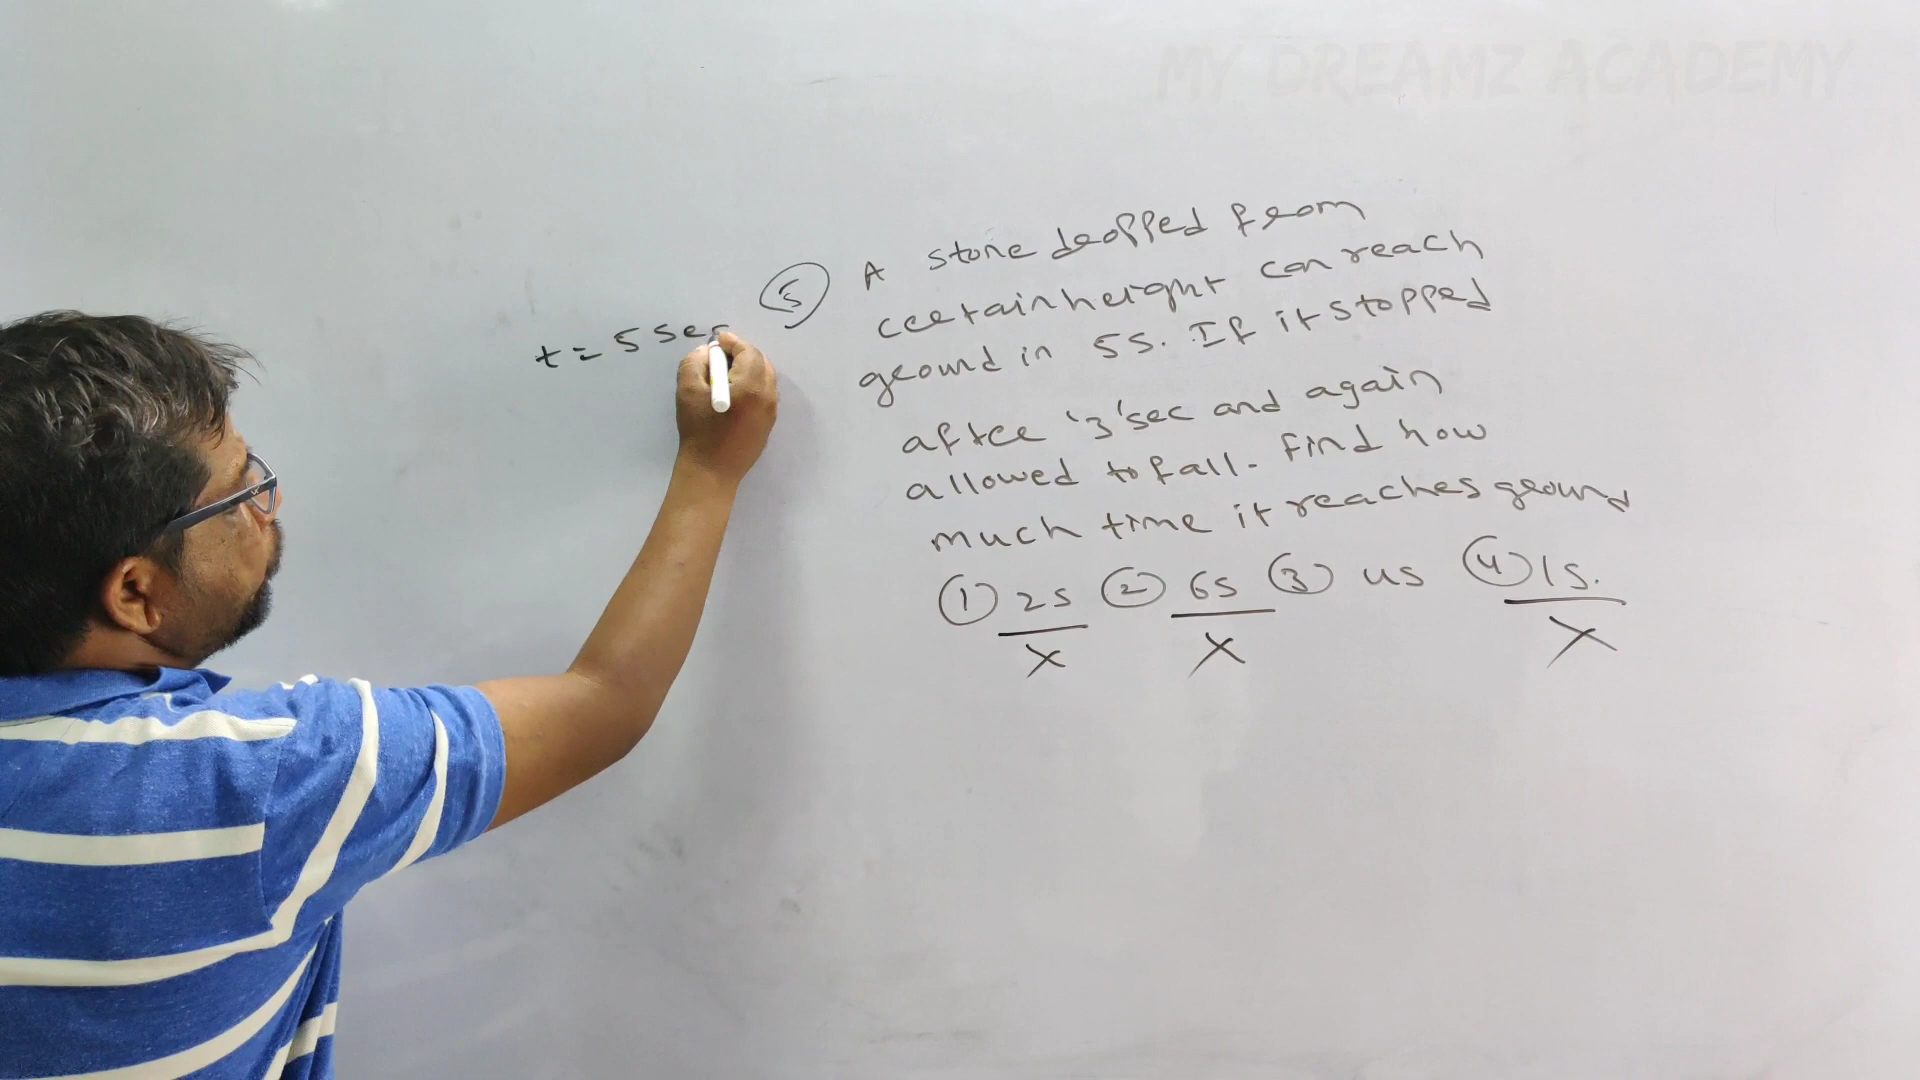 MY DREAMZ ACADEMY
t = 5 sec
5 A stone dropped from
certain height can reach
ground in 5s. If it stopped
after '3' sec and again
allowed to fall. Find how
much time it reaches ground
1 2s 2 6s 3 4s 4 1s.
x x x